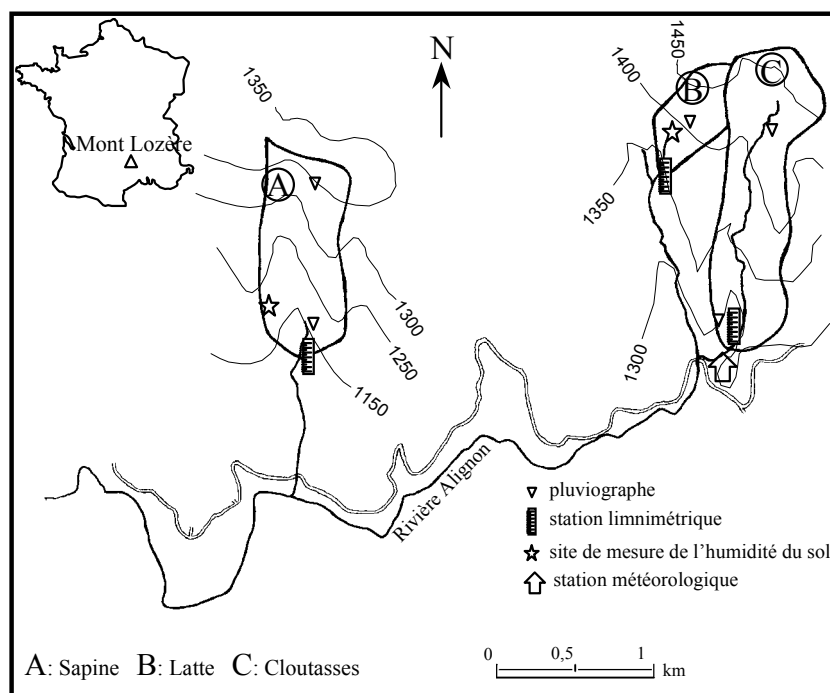 N
Mont Lozère
1350
1450
1400
B
C
A
1350
1300
1250
1150
1300
Rivière Alignon
pluviographe
station limnimétrique
site de mesure de l'humidité du sol
station météorologique
A: Sapine B: Latte C: Cloutasses
0 0,5 1
km